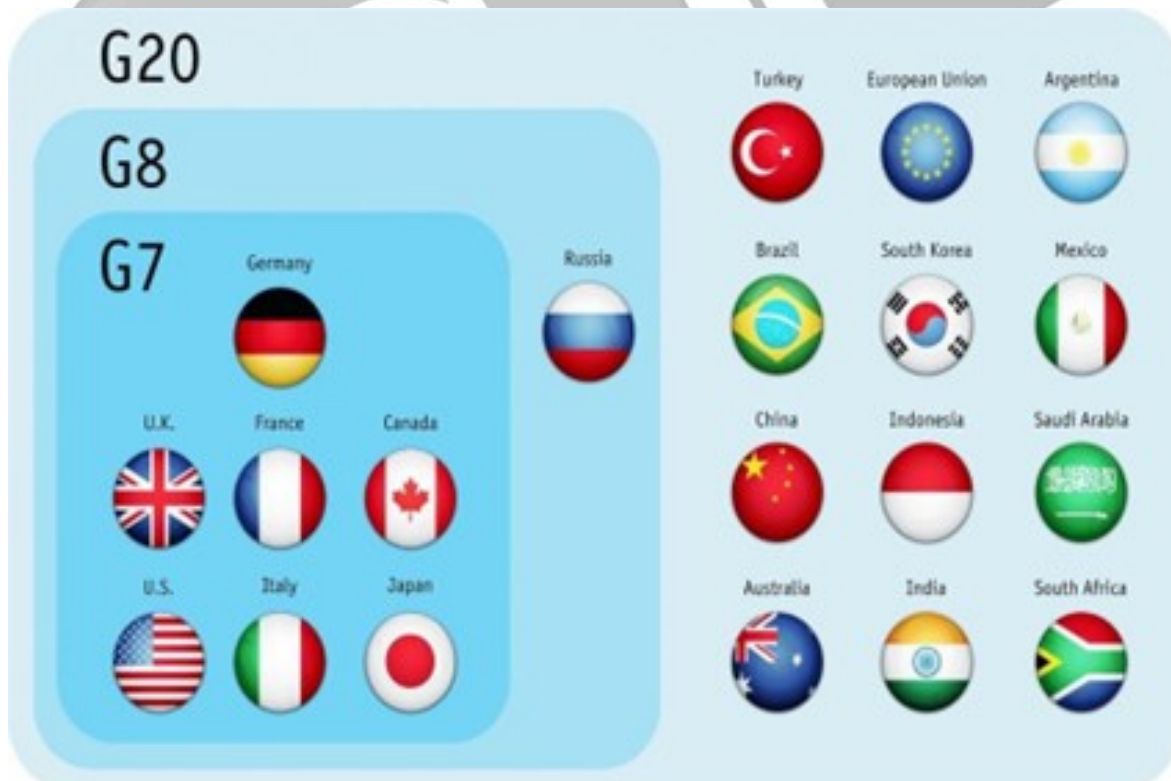 G20
G8
G7
Germany
U.K.
France
Canada
U.S.
Italy
Japan
Russia
Turkey
European Union
Argentina
Brazil
South Korea
Mexico
China
Indonesia
Saudi Arabia
Australia
India
South Africa